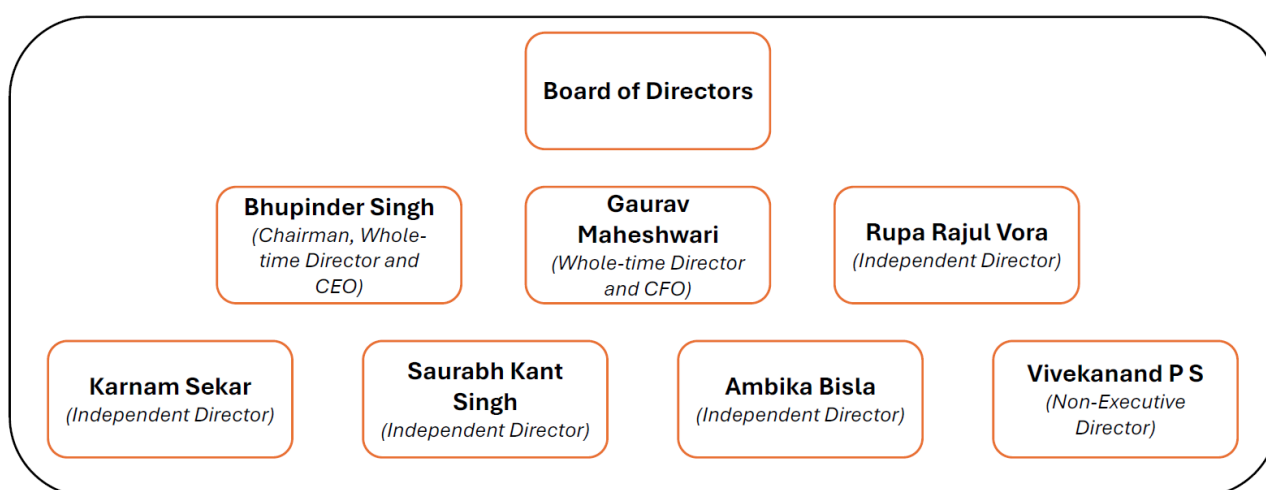 Board of Directors
Bhupinder Singh
(Chairman, Whole-
time Director and
CEO)
Gaurav
Maheshwari
(Whole-time Director
and CFO)
Rupa Rajul Vora
(Independent Director)
Karnam Sekar
(Independent Director)
Saurabh Kant
Singh
(Independent Director)
Ambika Bisla
(Independent Director)
Vivekanand P S
(Non-Executive
Director)